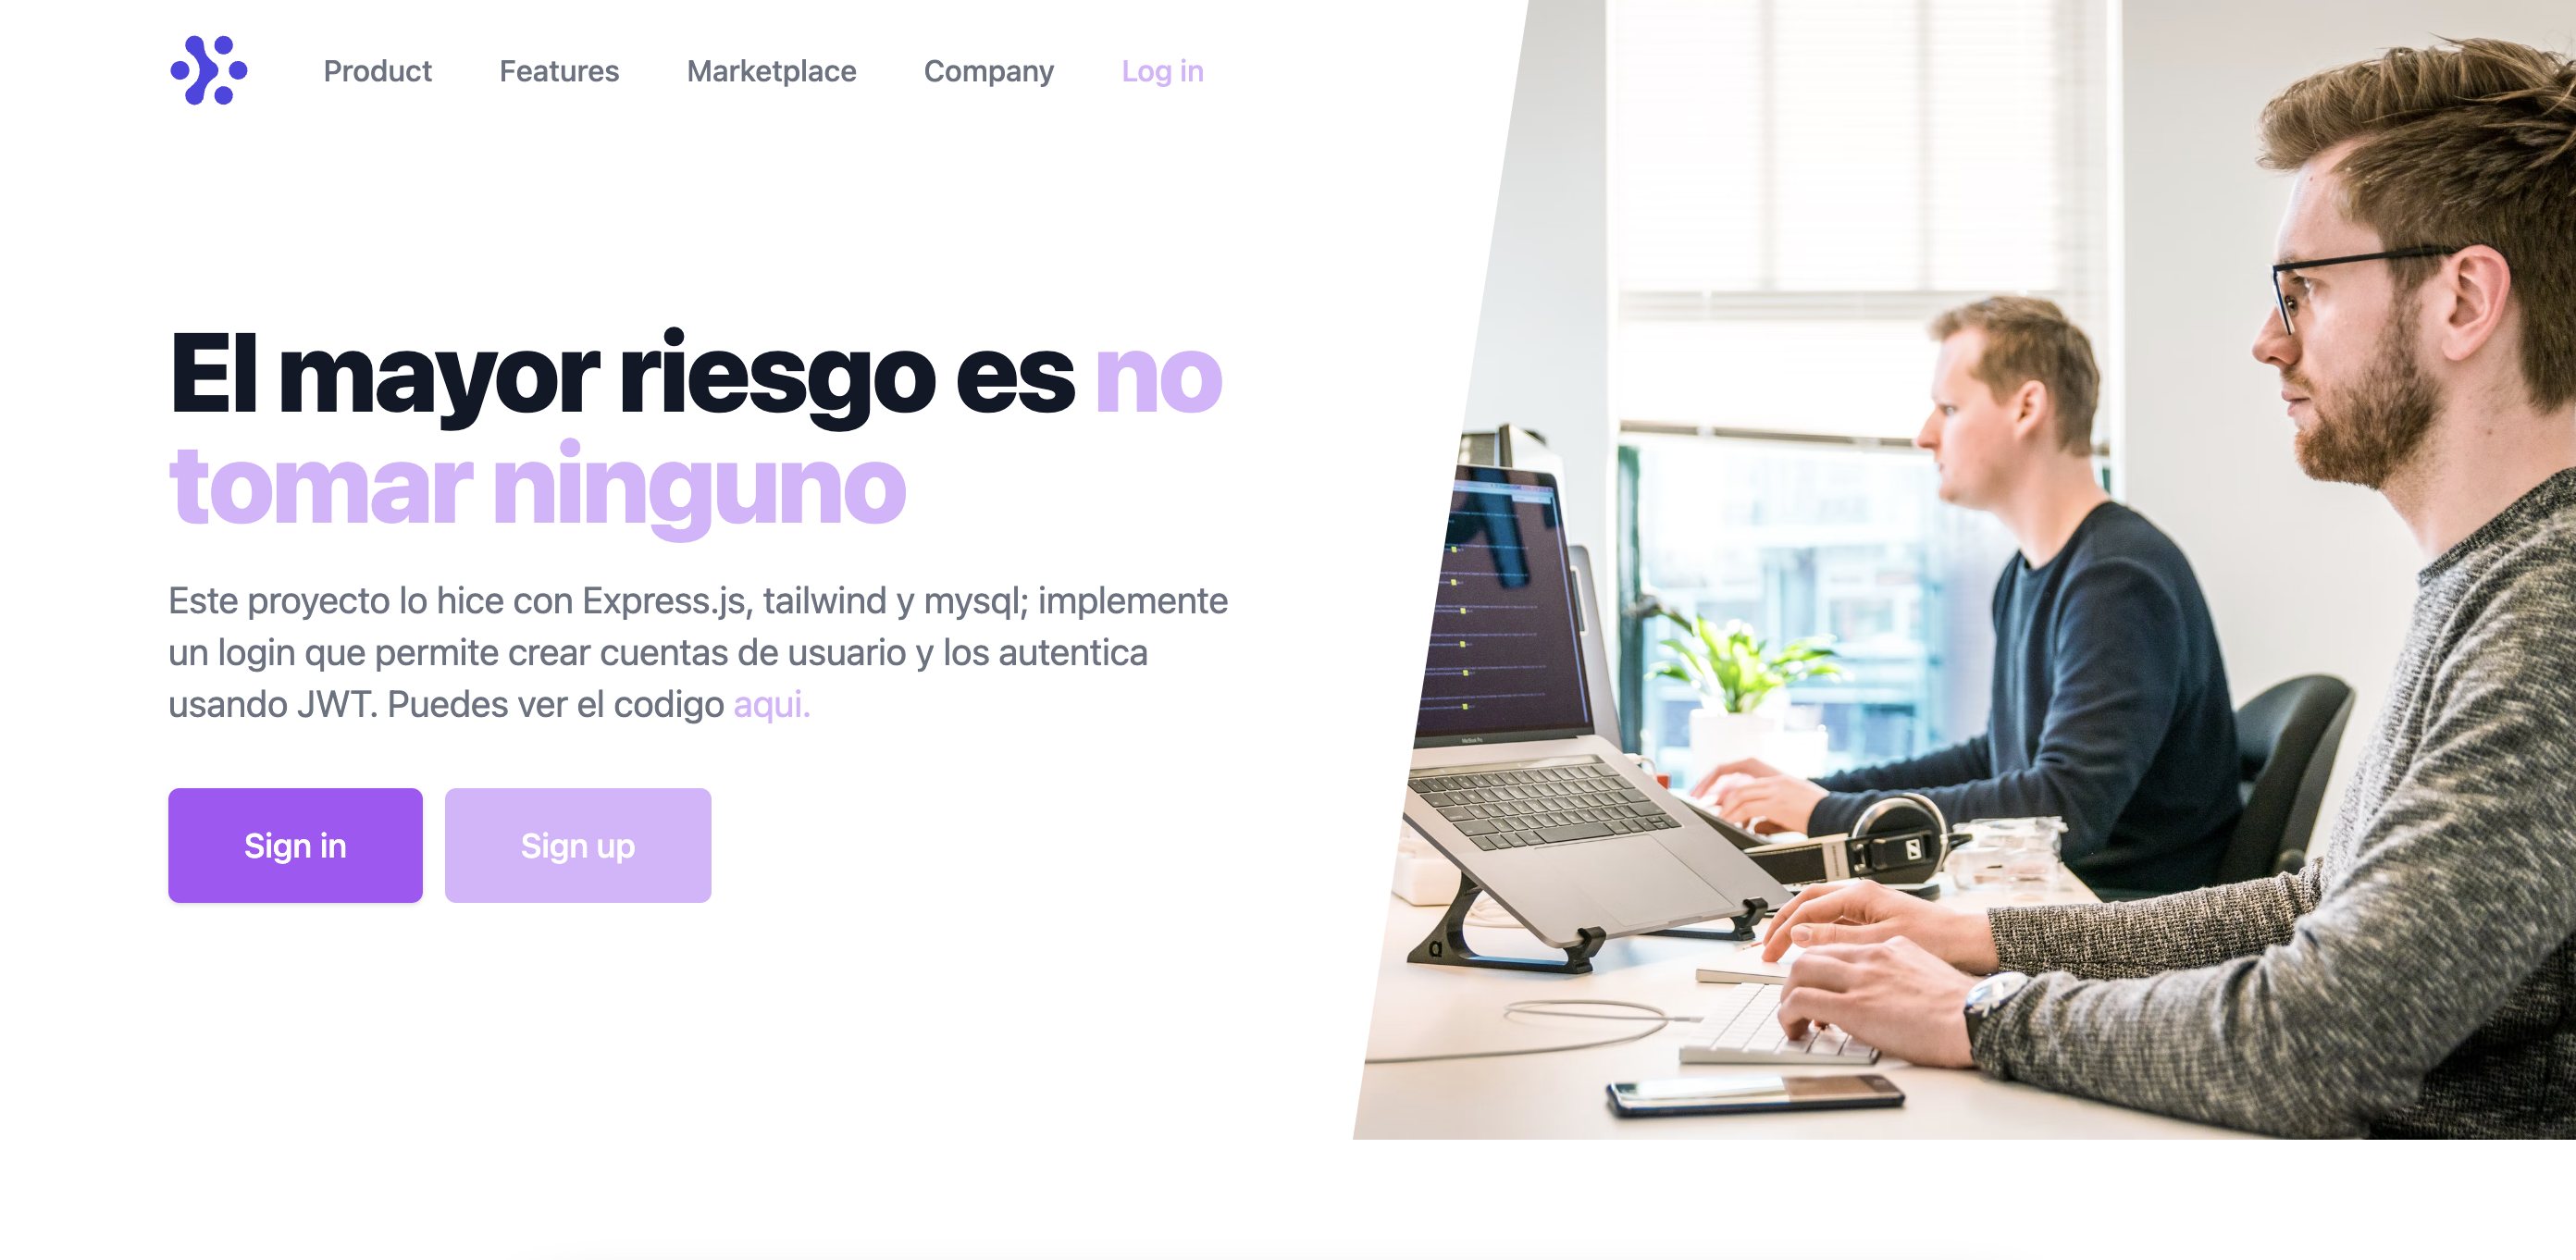 Product Features Marketplace Company Log in
El mayor riesgo es no
tomar ninguno
Este proyecto lo hice con Express.js, tailwind y mysql; implemente
un login que permite crear cuentas de usuario y los autentica
usando JWT. Puedes ver el codigo aqui.
Sign in Sign up